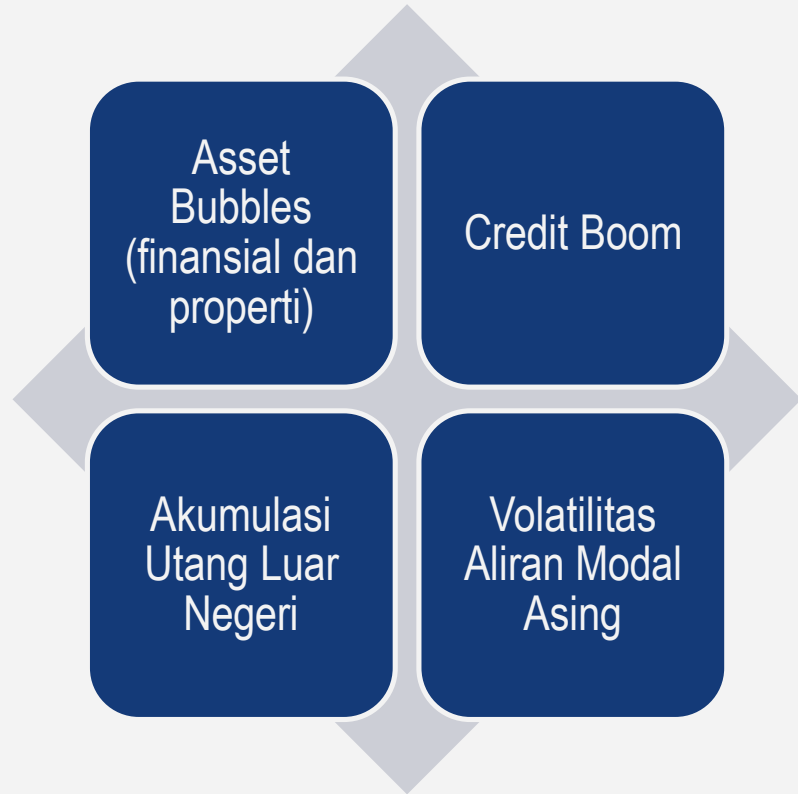 Asset
Bubbles
(finansial dan
properti)
Credit Boom
Akumulasi
Utang Luar
Negeri
Volatilitas
Aliran Modal
Asing